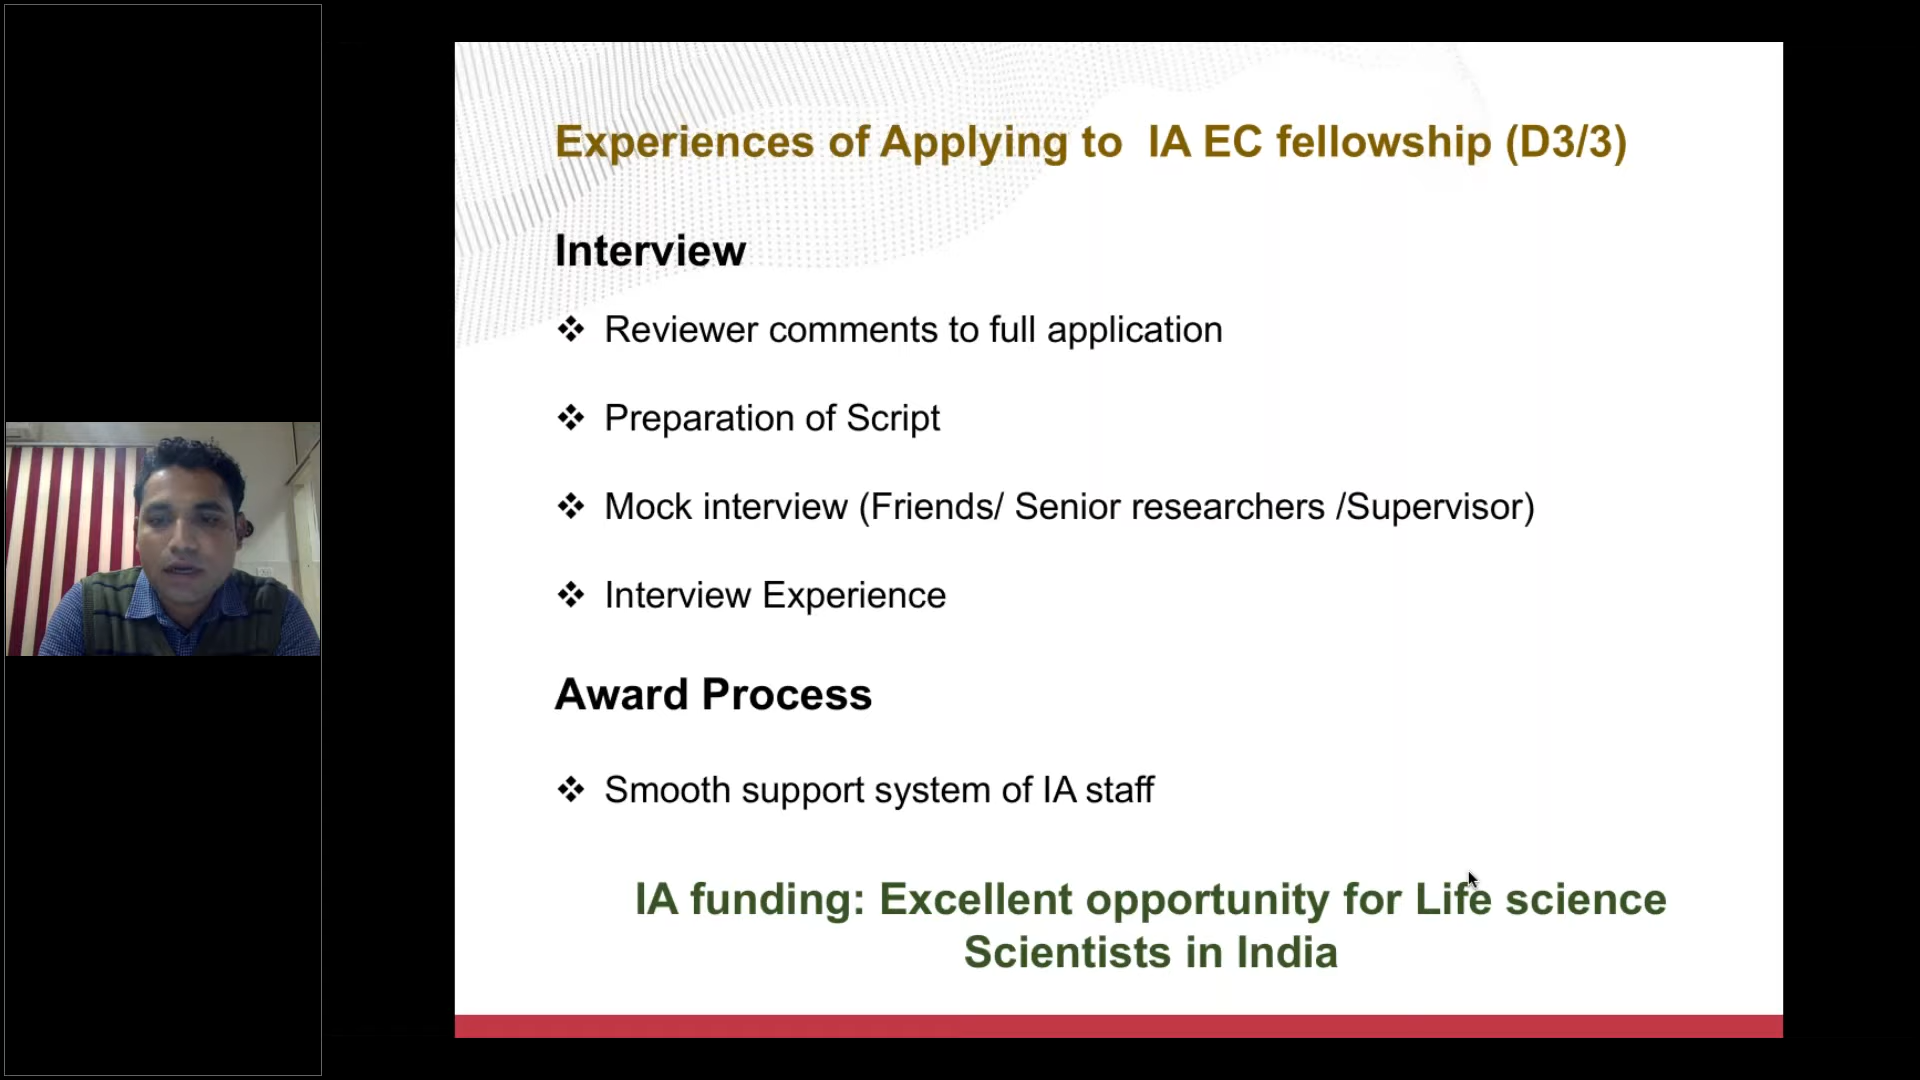 Experiences of Applying to IA EC fellowship (D3/3)
Interview
❖ Reviewer comments to full application
❖ Preparation of Script
❖ Mock interview (Friends/ Senior researchers /Supervisor)
❖ Interview Experience
Award Process
❖ Smooth support system of IA staff
IA funding: Excellent opportunity for Life science
Scientists in India